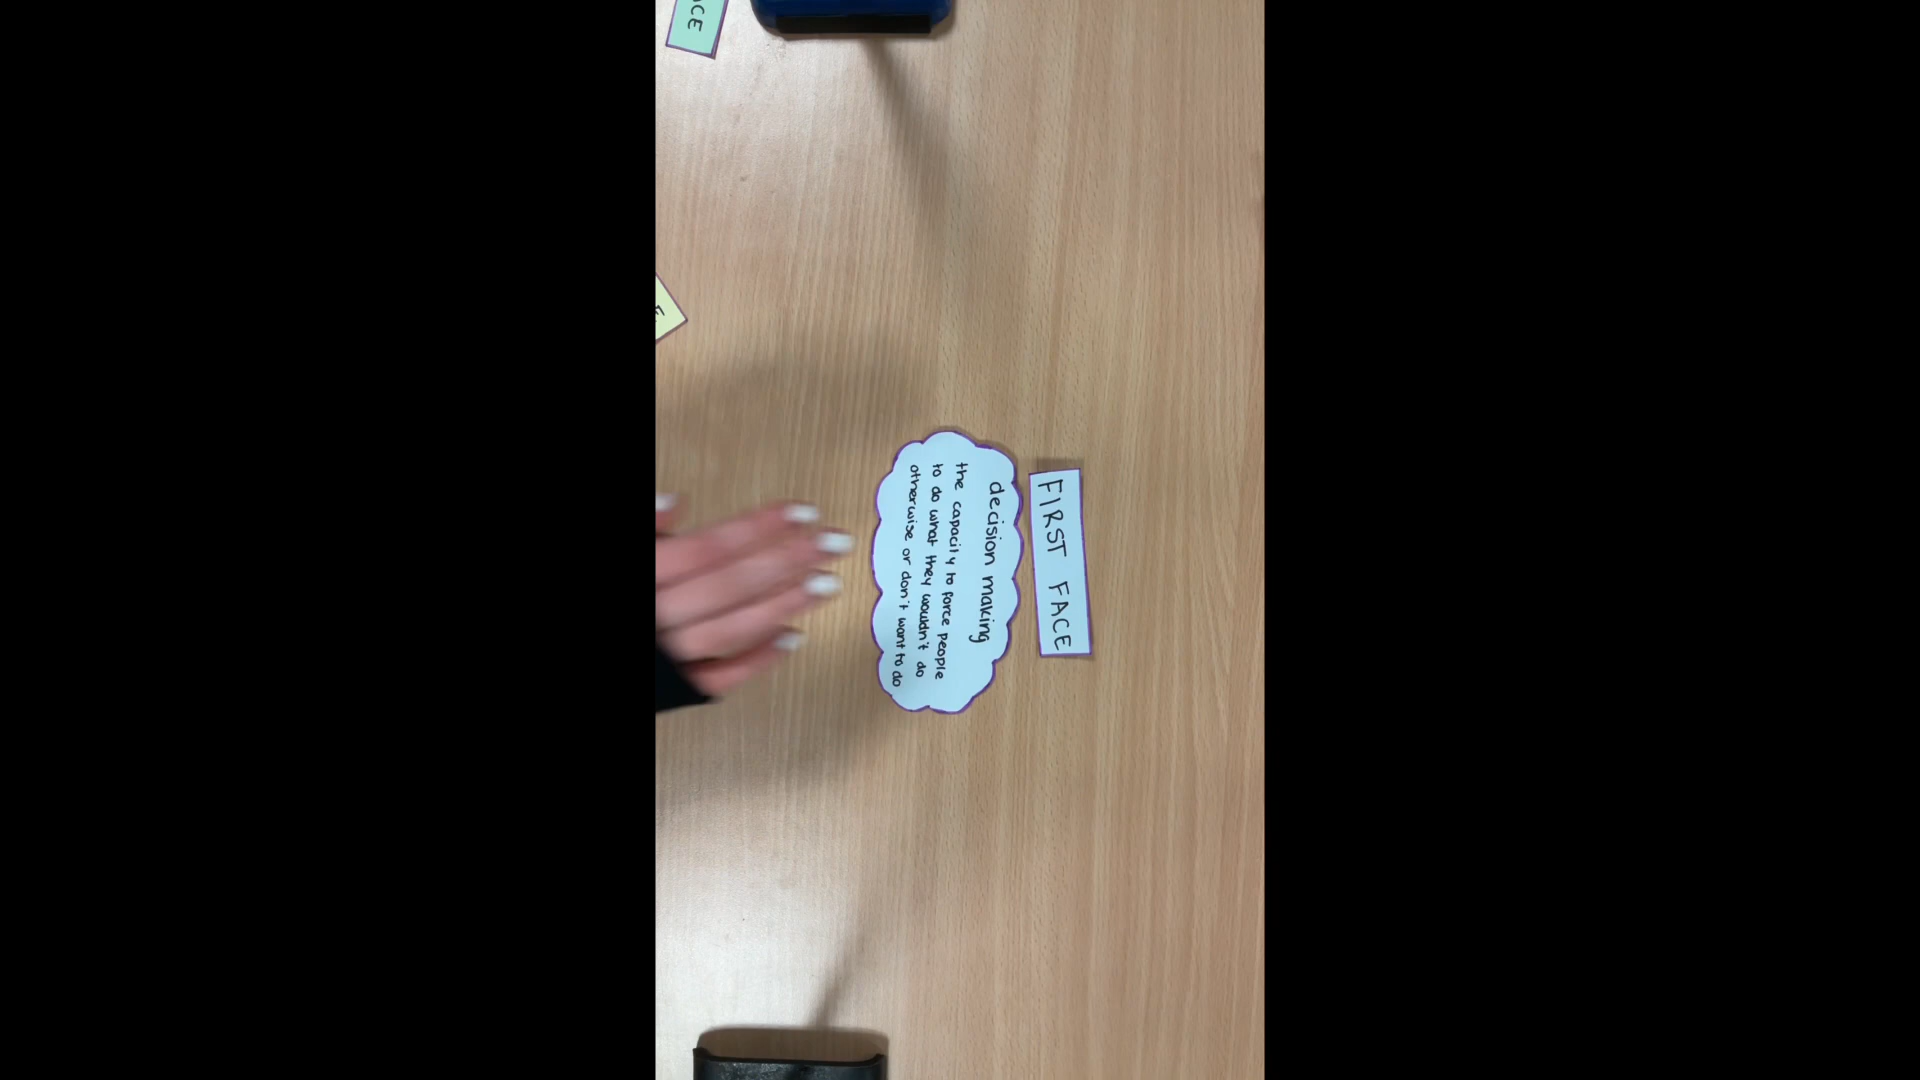 FIRST FACE
decision making
the capacity to force people
to do what they wouldn't do
otherwise or don't want to do
CE